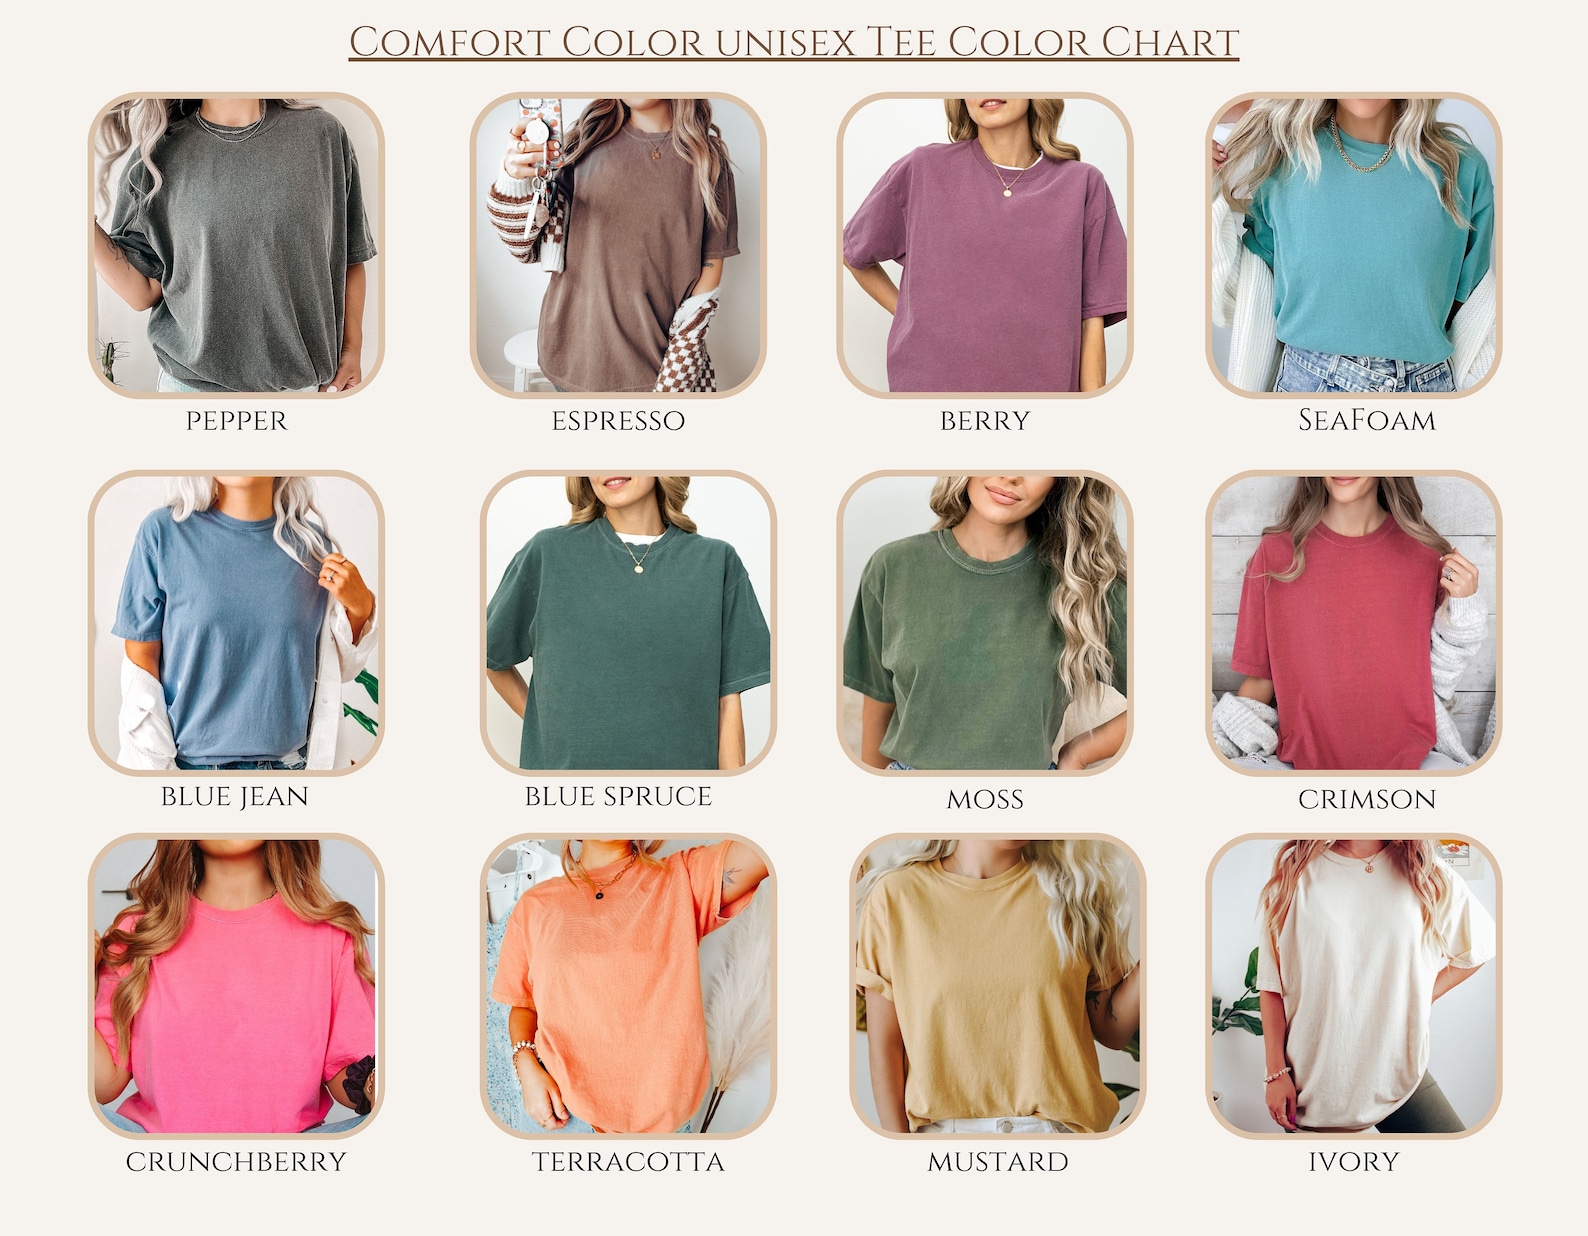 Comfort Color unisex Tee Color Chart
pepper
espresso
berry
SeaFoam
blue jean
blue spruce
moss
crimson
crunchberry
terracotta
mustard
ivory